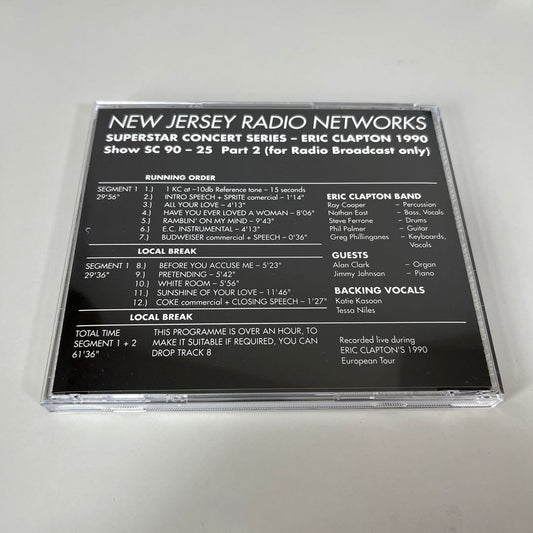 NEW JERSEY RADIO NETWORKS
SUPERSTAR CONCERT SERIES – ERIC CLAPTON 1990
Show SC 90 – 25 Part 2 (for Radio Broadcast only)
RUNNING ORDER
SEGMENT 1 1.) 1 KC at –10db Reference tone – 15 seconds
29'56" 2.) INTRO SPEECH + SPRITE comercial – 1'14"
3.) ALL YOUR LOVE – 4'13"
4.) HAVE YOU EVER LOVED A WOMAN – 8'06"
5.) RAMBLIN' ON MY MIND – 9'43"
6.) E.C. INSTRUMENTAL – 4'13"
7.) BUDWEISER commercial + SPEECH – 0'36"
LOCAL BREAK
SEGMENT 1 8.) BEFORE YOU ACCUSE ME – 5'23"
29'36" 9.) PRETENDING – 5'42"
10.) WHITE ROOM – 5'56"
11.) SUNSHINE OF YOUR LOVE – 11'46"
12.) COKE commercial + CLOSING SPEECH – 1'27"
LOCAL BREAK
TOTAL TIME
SEGMENT 1 + 2
61'36"
THIS PROGRAMME IS OVER AN HOUR, TO
MAKE IT SUITABLE IF REQUIRED, YOU CAN
DROP TRACK 8
ERIC CLAPTON BAND
Ray Cooper – Percussion
Nathan East – Bass, Vocals
Steve Ferrone – Drums
Phil Palmer – Guitar
Greg Phillinganes – Keyboards,
Vocals
GUESTS
Alan Clark – Organ
Jimmy Johnson – Piano
BACKING VOCALS
Katie Kasoon
Tessa Niles
Recorded live during
ERIC CLAPTON'S 1990
European Tour